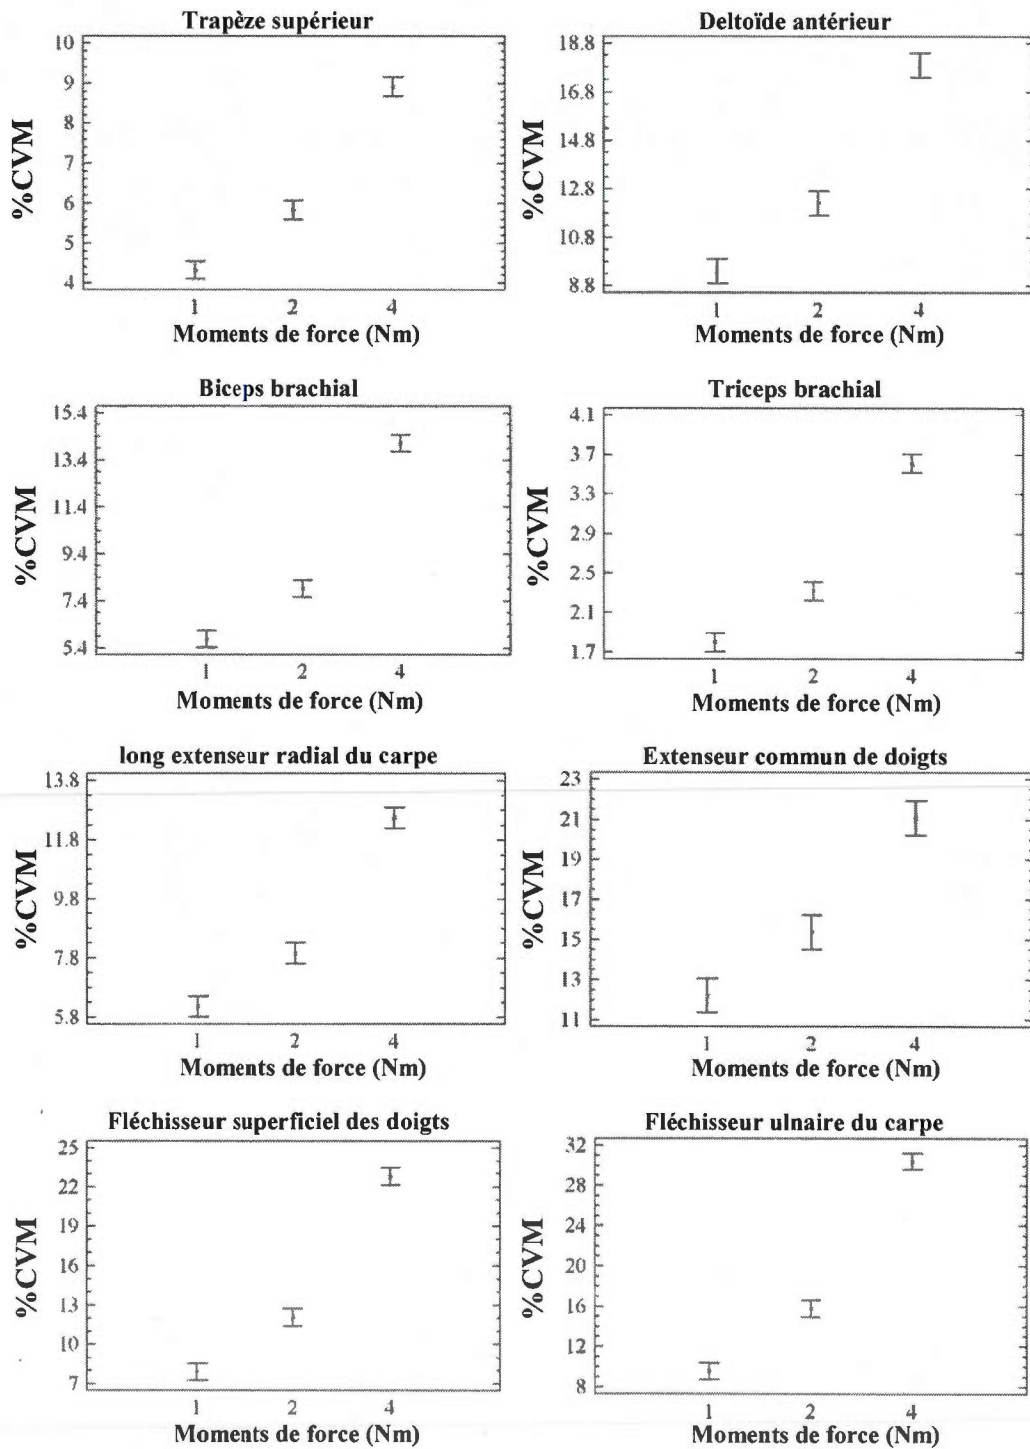 Trapèze supérieur
10
9
8
7
6
5
4
%CVM
1 2 4
Moments de force (Nm)
Deltoïde antérieur
18.8
16.8
14.8
12.8
10.8
8.8
%CVM
1 2 4
Moments de force (Nm)
Biceps brachial
15.4
13.4
11.4
9.4
7.4
5.4
%CVM
1 2 4
Moments de force (Nm)
Triceps brachial
4.1
3.7
3.3
2.9
2.5
2.1
1.7
%CVM
1 2 4
Moments de force (Nm)
long extenseur radial du carpe
13.8
11.8
9.8
7.8
5.8
%CVM
1 2 4
Moments de force (Nm)
Extenseur commun de doigts
23
21
19
17
15
13
11
%CVM
1 2 4
Moments de force (Nm)
Fléchisseur superficiel des doigts
25
22
19
16
13
10
7
%CVM
1 2 4
Moments de force (Nm)
Fléchisseur ulnaire du carpe
32
28
24
20
16
12
8
%CVM
1 2 4
Moments de force (Nm)